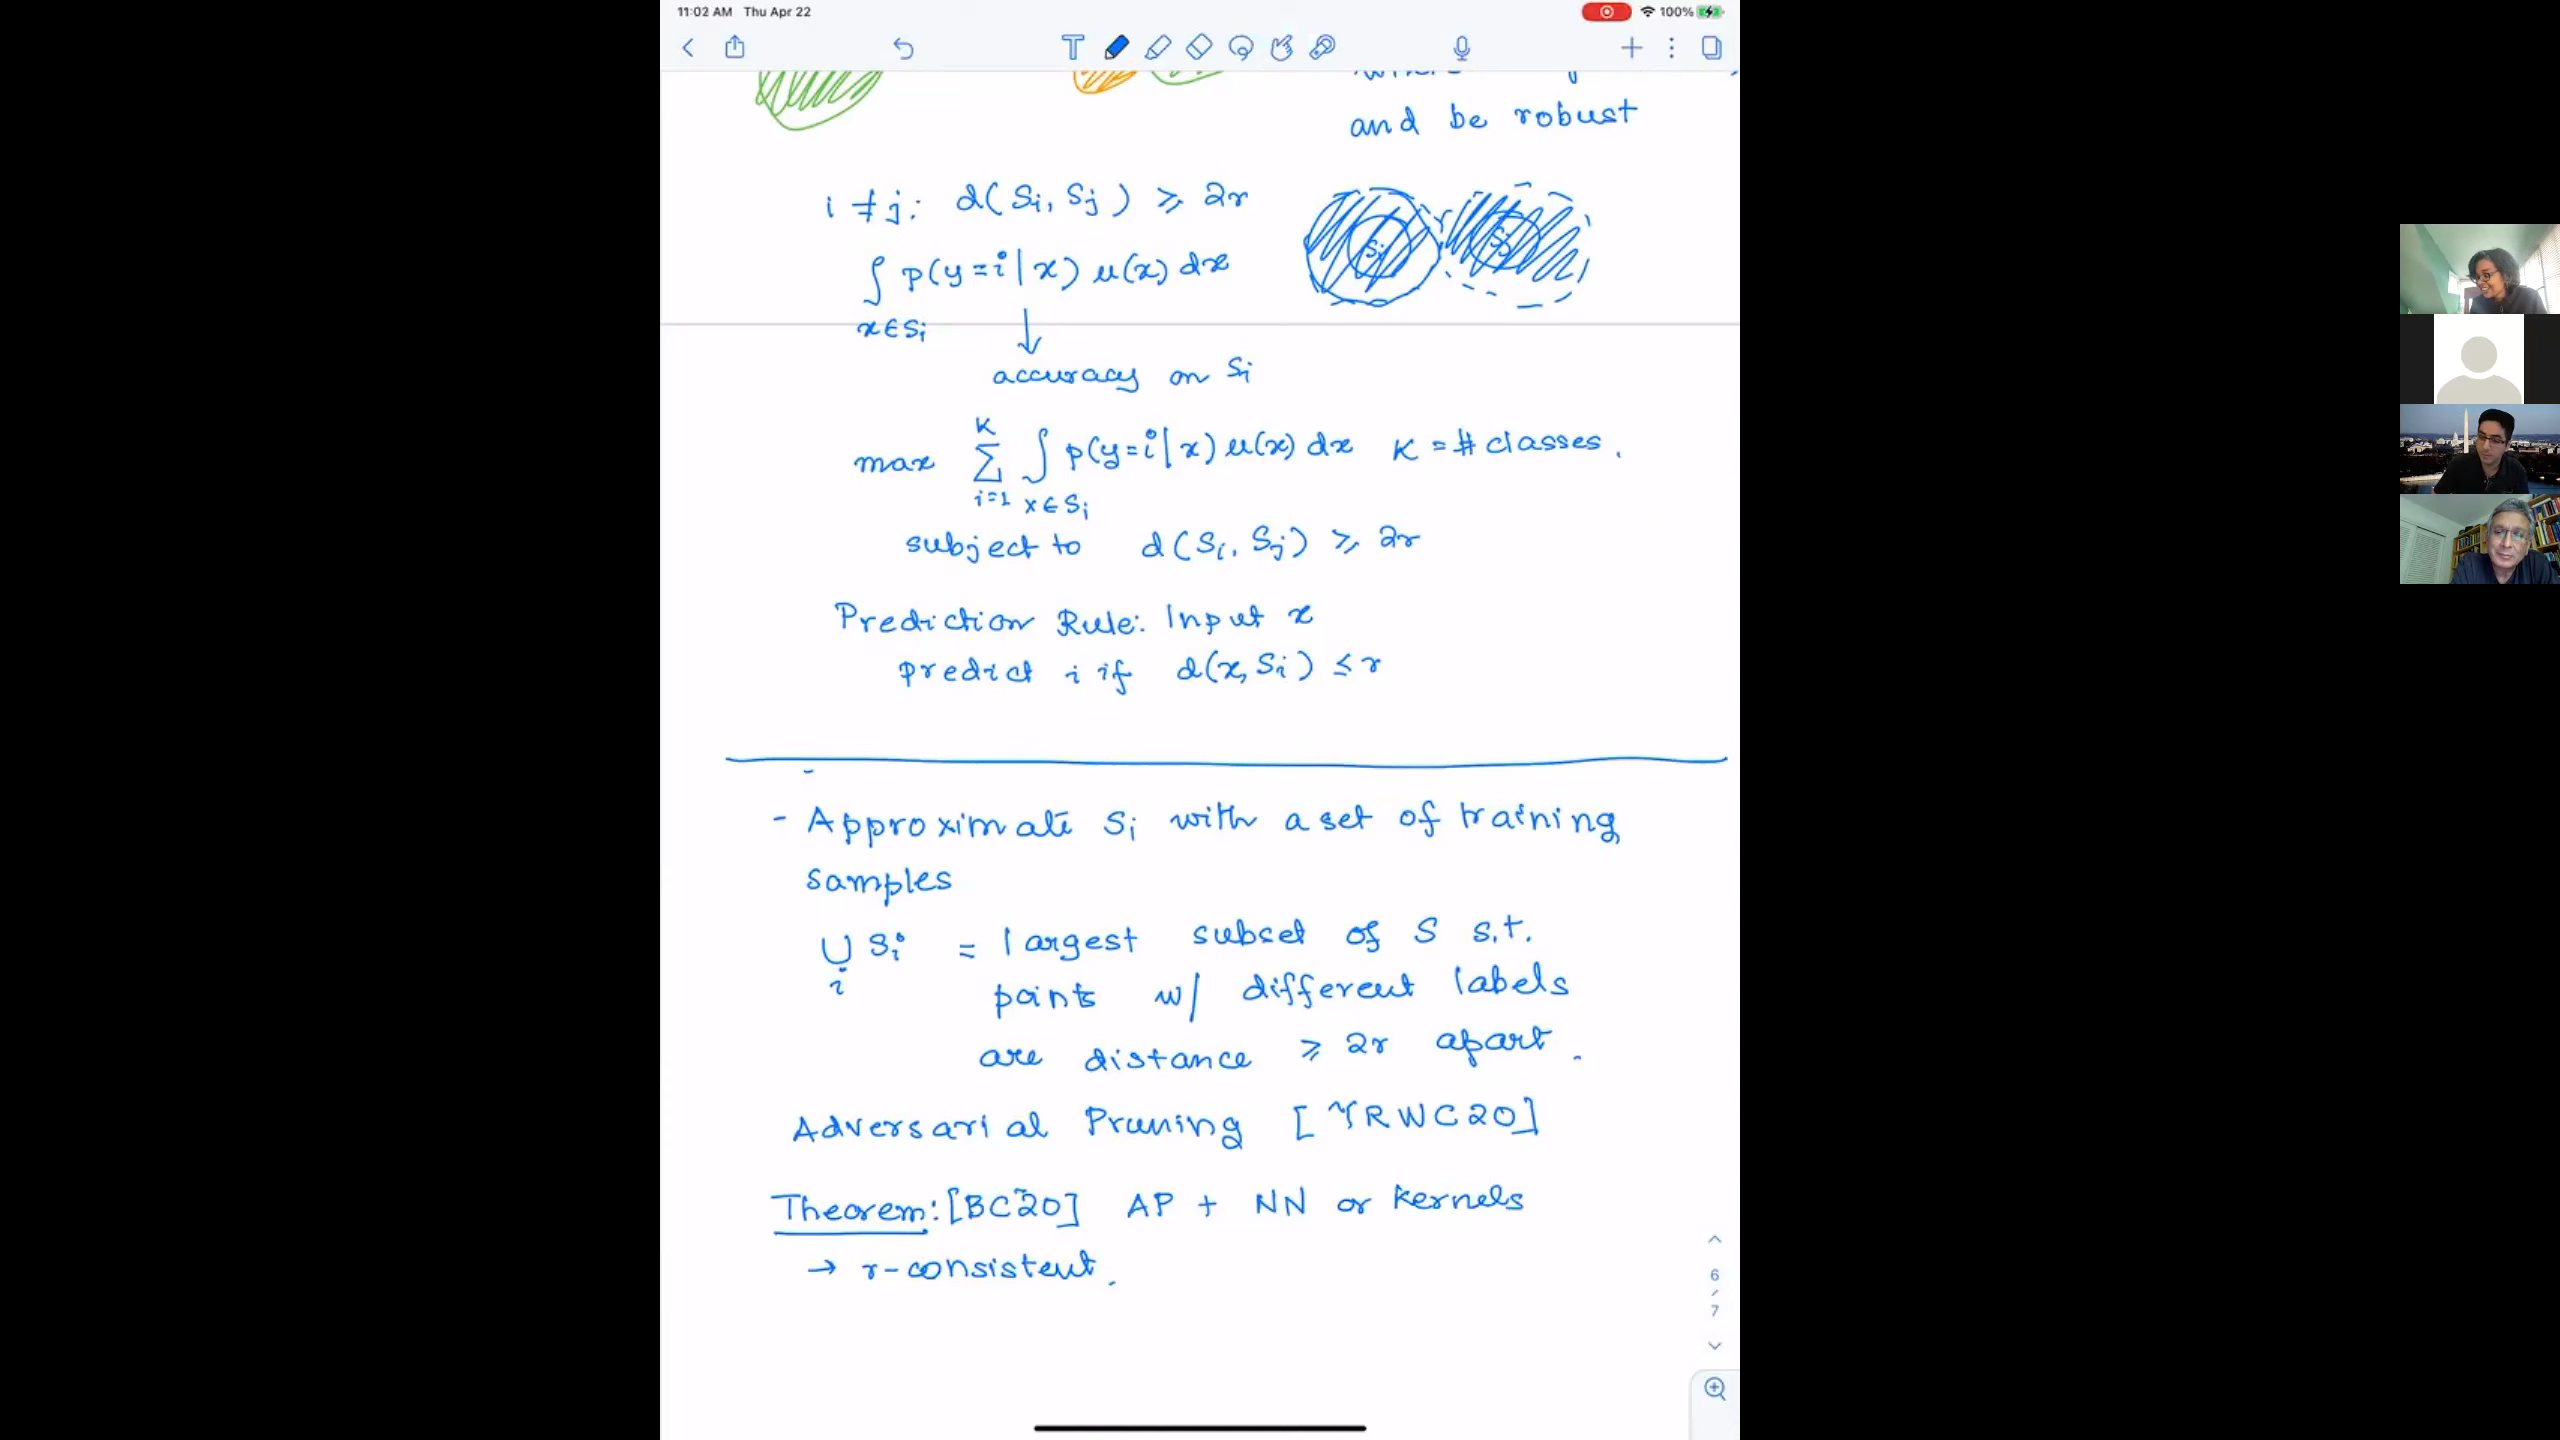 11:02 AM Thu Apr 22
100%
and be robust
i ≠ j: d(Si, Sj) ≥ 2r
Si Sj
∫ p(y=i|x) μ(x) dx
x∈Si
accuracy on Si
max Σ ∫ p(y=i|x) μ(x) dx K = # classes.
K
i=1 x∈Si
subject to d(Si, Sj) ≥ 2r
Prediction Rule: Input x
predict i if d(x, Si) ≤ r
- Approximate Si with a set of training
samples
∪ Si = largest subset of S s.t.
i
points w/ different labels
are distance ≥ 2r apart.
Adversarial Pruning [YRWC20]
Theorem: [BC20] AP + NN or kernels
→ r-consistent.
6
/
7